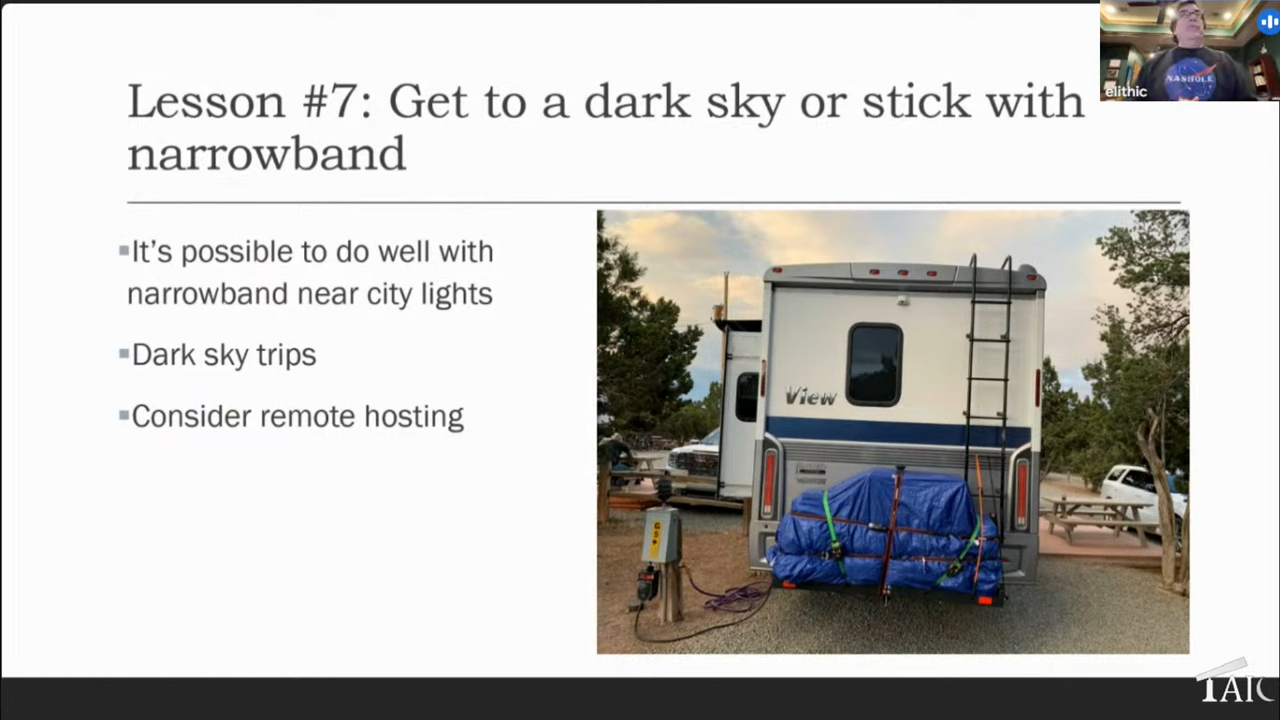 Lesson #7: Get to a dark sky or stick with
narrowband
▪It’s possible to do well with
narrowband near city lights
▪Dark sky trips
▪Consider remote hosting
View
elithic
NASHOLE
TAIC